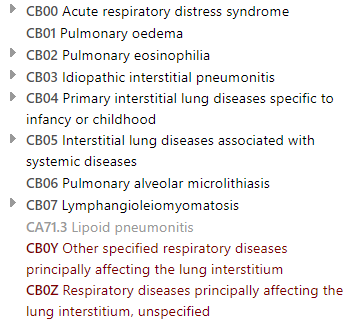 CB00 Acute respiratory distress syndrome
CB01 Pulmonary oedema
CB02 Pulmonary eosinophilia
CB03 Idiopathic interstitial pneumonitis
CB04 Primary interstitial lung diseases specific to
infancy or childhood
CB05 Interstitial lung diseases associated with
systemic diseases
CB06 Pulmonary alveolar microlithiasis
CB07 Lymphangioleiomyomatosis
CA71.3 Lipoid pneumonitis
CB0Y Other specified respiratory diseases
principally affecting the lung interstitium
CB0Z Respiratory diseases principally affecting the
lung interstitium, unspecified